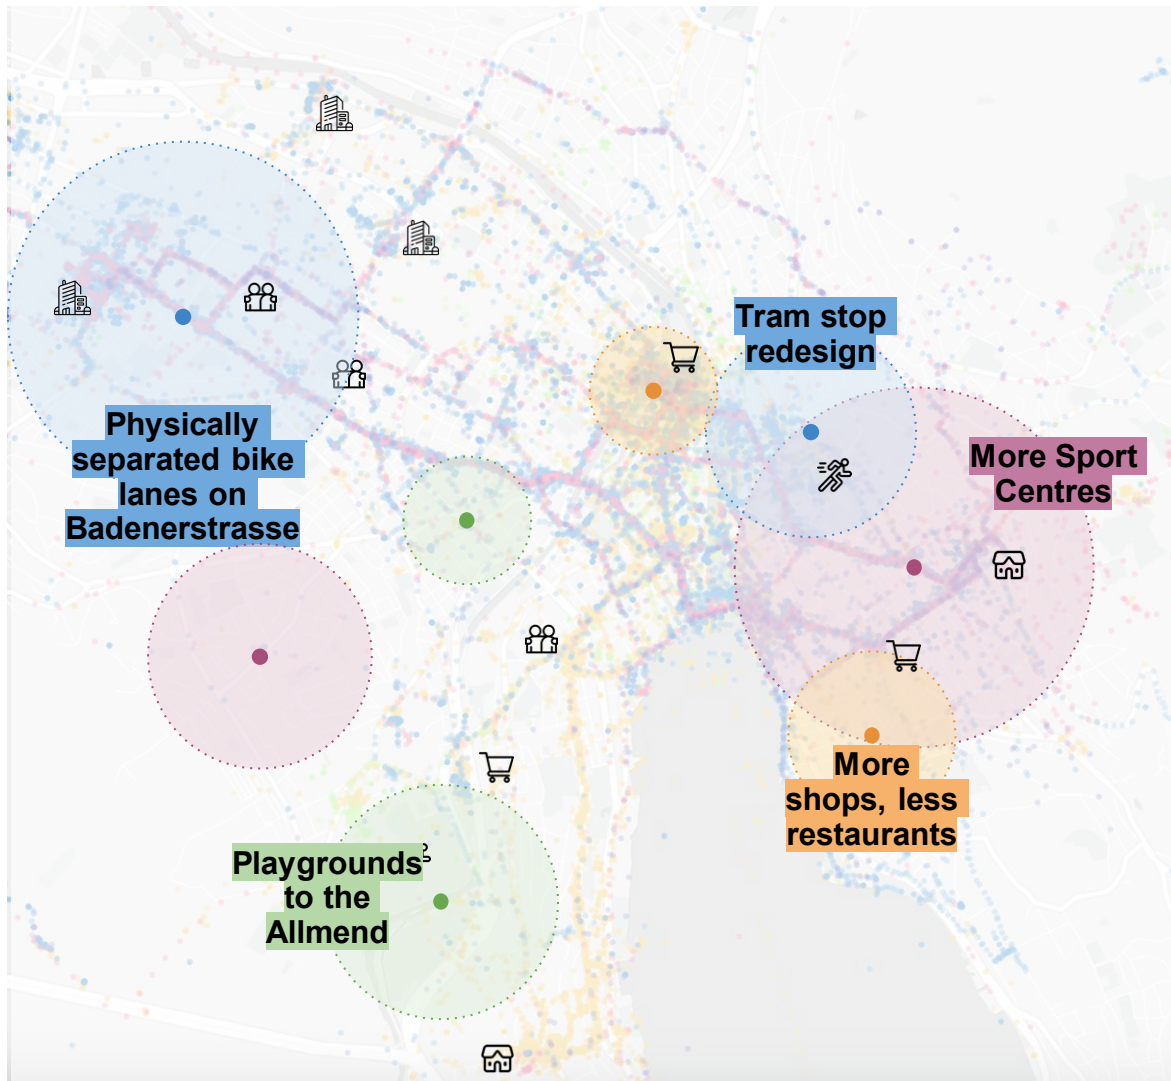 Tram stop
redesign
Physically
separated bike
lanes on
Badenerstrasse
More Sport
Centres
More
shops, less
restaurants
Playgrounds
to the
Allmend